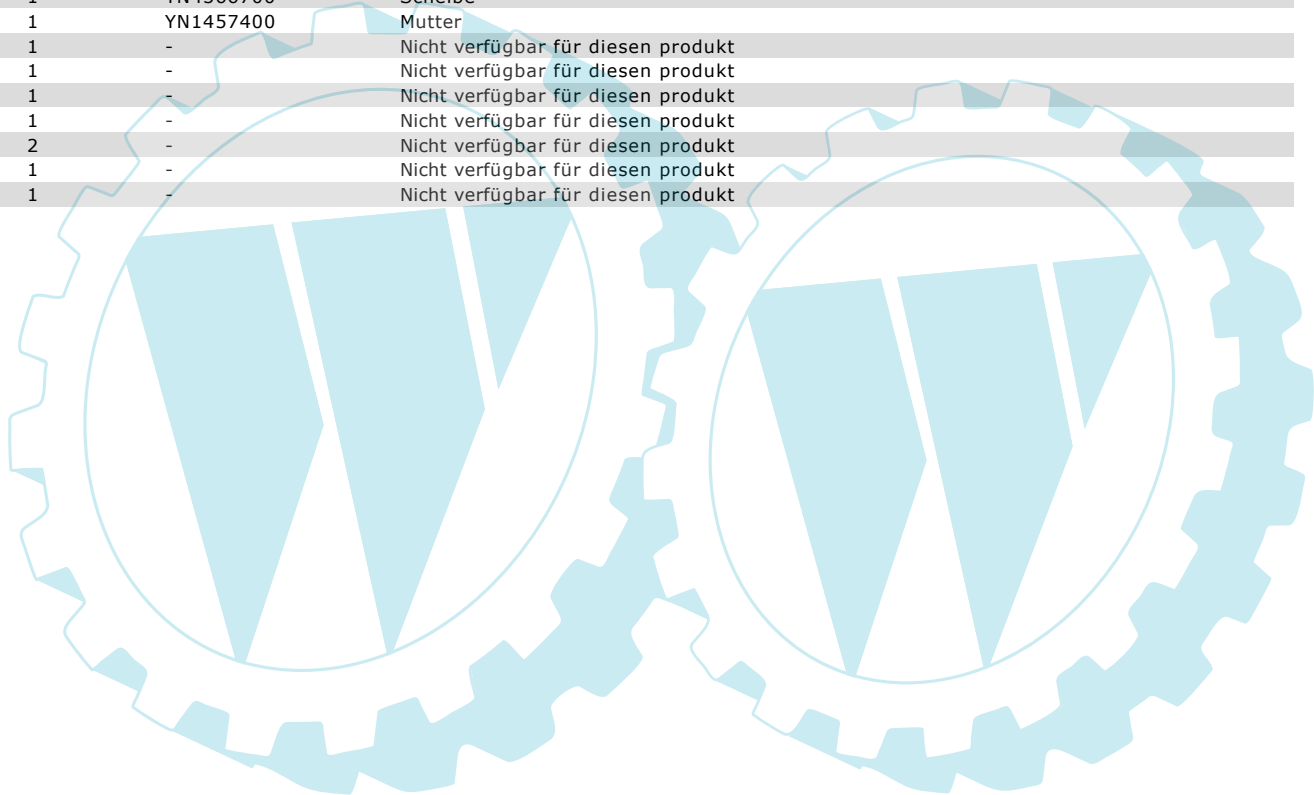 1 Scheibe
1 YN1457400 Mutter
1 - Nicht verfügbar für diesen produkt
1 - Nicht verfügbar für diesen produkt
1 - Nicht verfügbar für diesen produkt
1 - Nicht verfügbar für diesen produkt
2 - Nicht verfügbar für diesen produkt
1 - Nicht verfügbar für diesen produkt
1 - Nicht verfügbar für diesen produkt